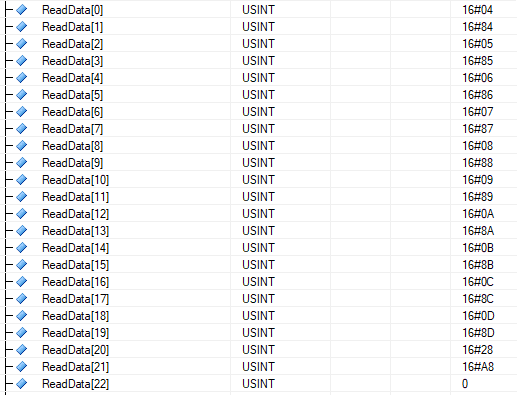 ReadData[0] USINT 16#04
ReadData[1] USINT 16#84
ReadData[2] USINT 16#05
ReadData[3] USINT 16#85
ReadData[4] USINT 16#06
ReadData[5] USINT 16#86
ReadData[6] USINT 16#07
ReadData[7] USINT 16#87
ReadData[8] USINT 16#08
ReadData[9] USINT 16#88
ReadData[10] USINT 16#09
ReadData[11] USINT 16#89
ReadData[12] USINT 16#0A
ReadData[13] USINT 16#8A
ReadData[14] USINT 16#0B
ReadData[15] USINT 16#8B
ReadData[16] USINT 16#0C
ReadData[17] USINT 16#8C
ReadData[18] USINT 16#0D
ReadData[19] USINT 16#8D
ReadData[20] USINT 16#28
ReadData[21] USINT 16#A8
ReadData[22] USINT 0